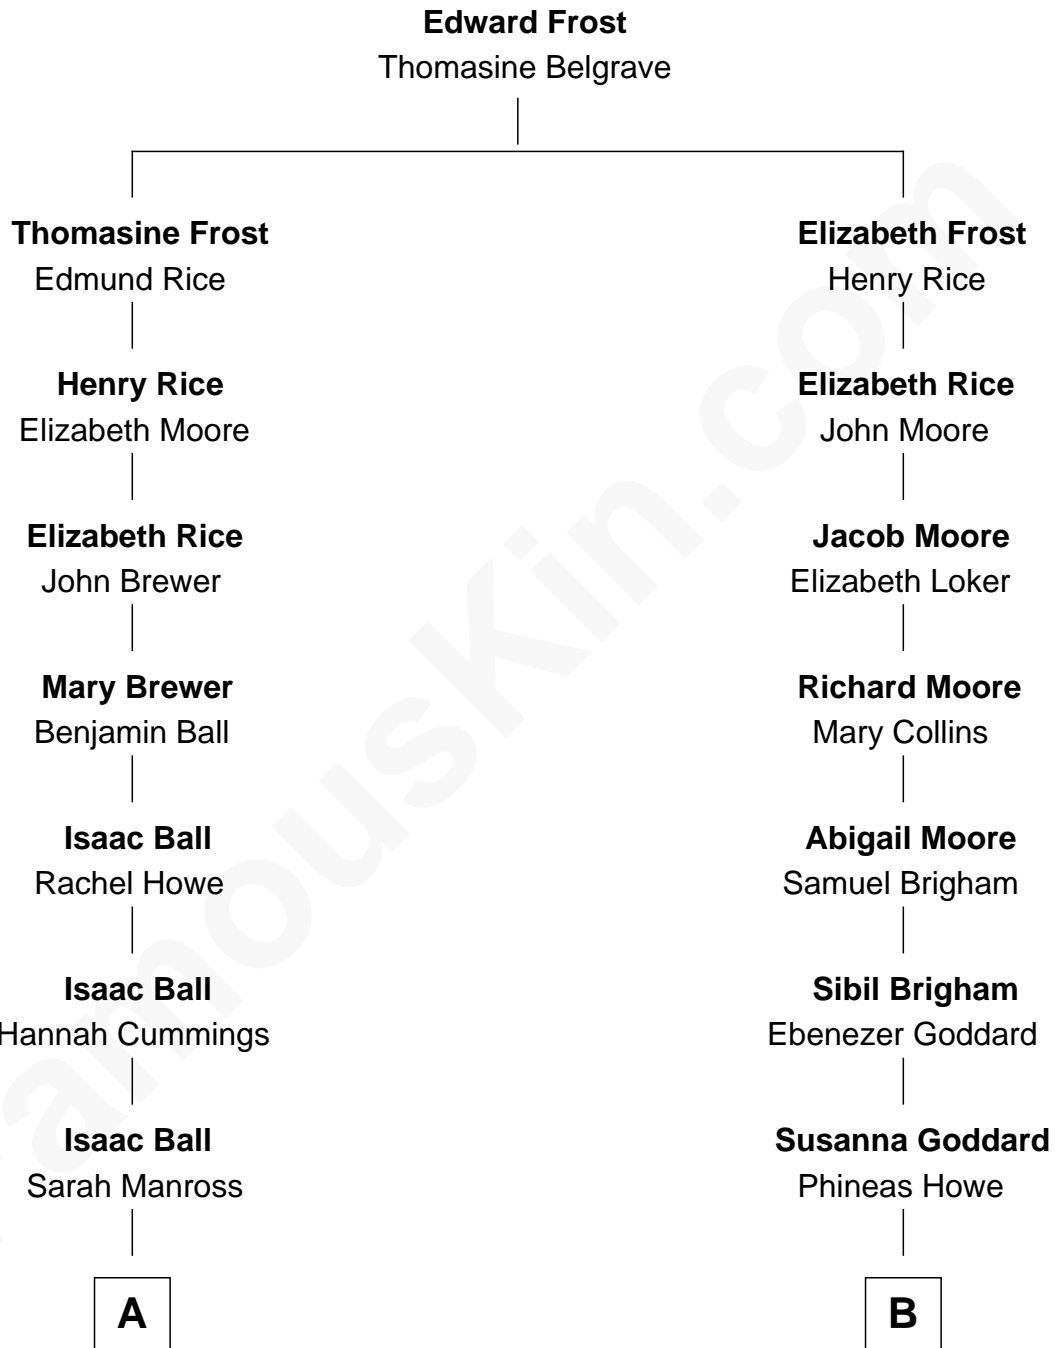 Edward Frost
Thomasine Belgrave
Thomasine Frost
Edmund Rice
Elizabeth Frost
Henry Rice
Henry Rice
Elizabeth Moore
Elizabeth Rice
John Moore
Elizabeth Rice
John Brewer
Jacob Moore
Elizabeth Loker
Mary Brewer
Benjamin Ball
Richard Moore
Mary Collins
Isaac Ball
Rachel Howe
Abigail Moore
Samuel Brigham
Isaac Ball
Hannah Cummings
Sibil Brigham
Ebenezer Goddard
Isaac Ball
Sarah Manross
Susanna Goddard
Phineas Howe
A
B
famouskin.com